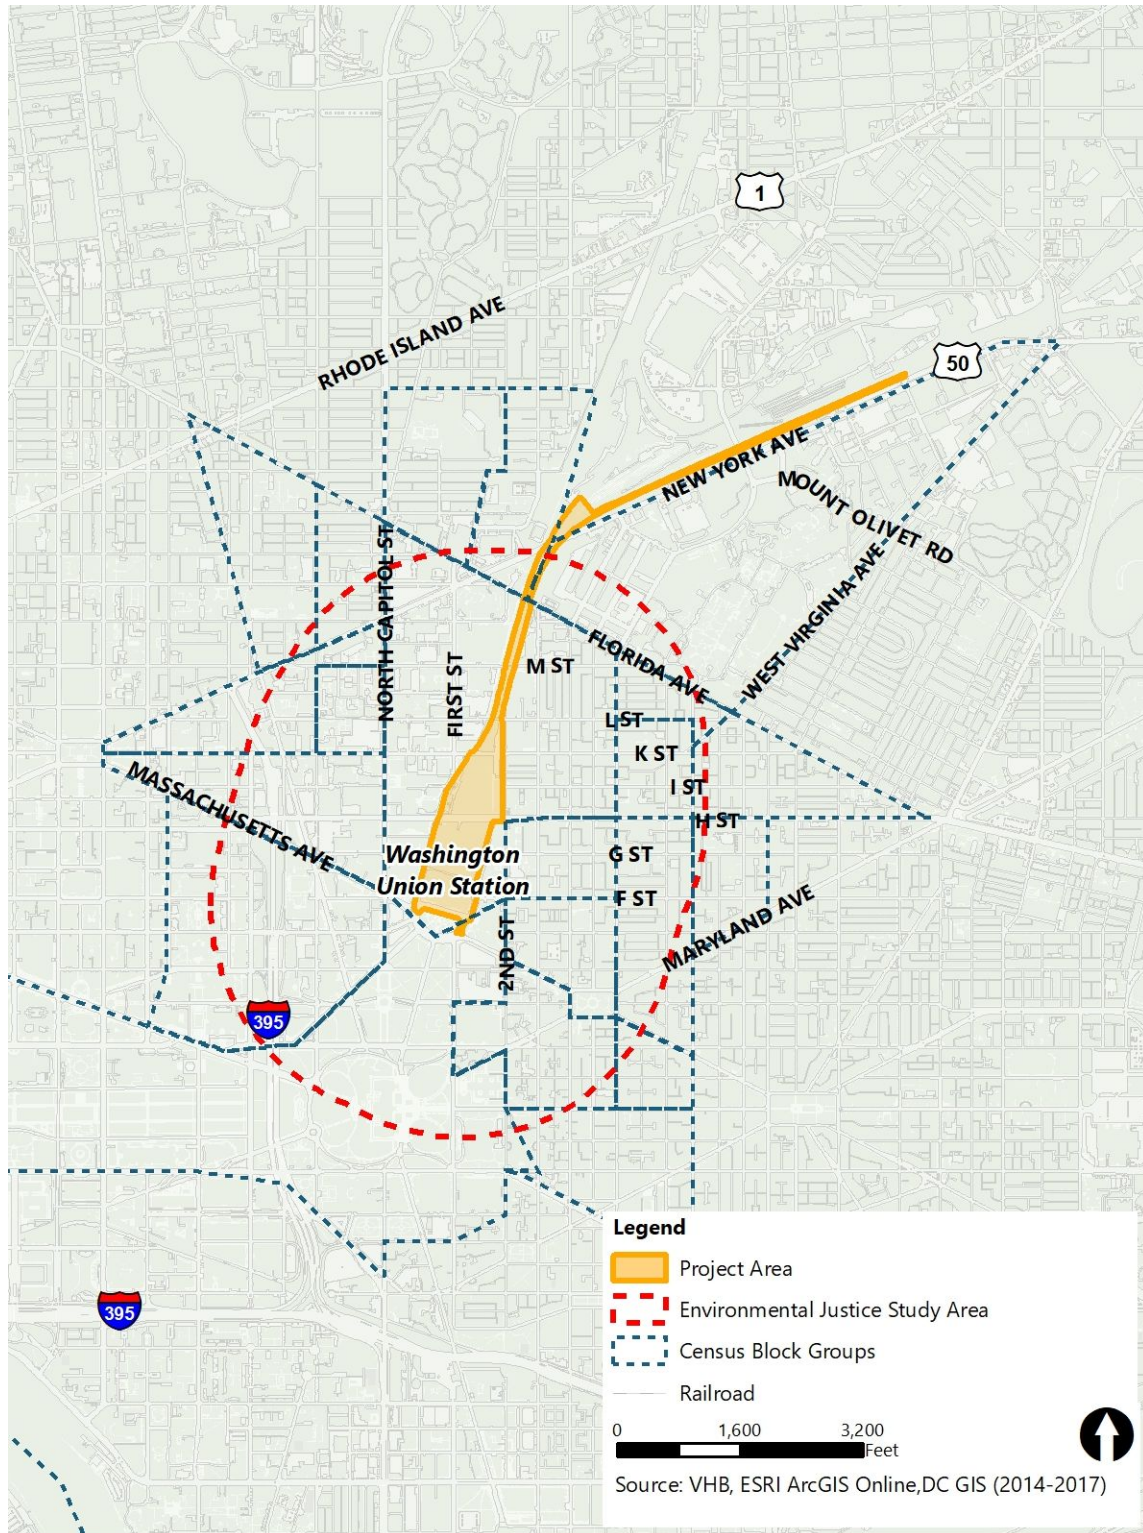 1
RHODE ISLAND AVE
50
NEW YORK AVE
MOUNT OLIVET RD
NORTH CAPITOL ST
WEST VIRGINIA AVE
FLORIDA AVE
FIRST ST
M ST
L ST
K ST
I ST
H ST
MASSACHUSETTS AVE
Washington
Union Station
G ST
F ST
MARYLAND AVE
2ND ST
395
395
Legend
Project Area
Environmental Justice Study Area
Census Block Groups
Railroad
0 1,600 3,200
Feet
Source: VHB, ESRI ArcGIS Online,DC GIS (2014-2017)